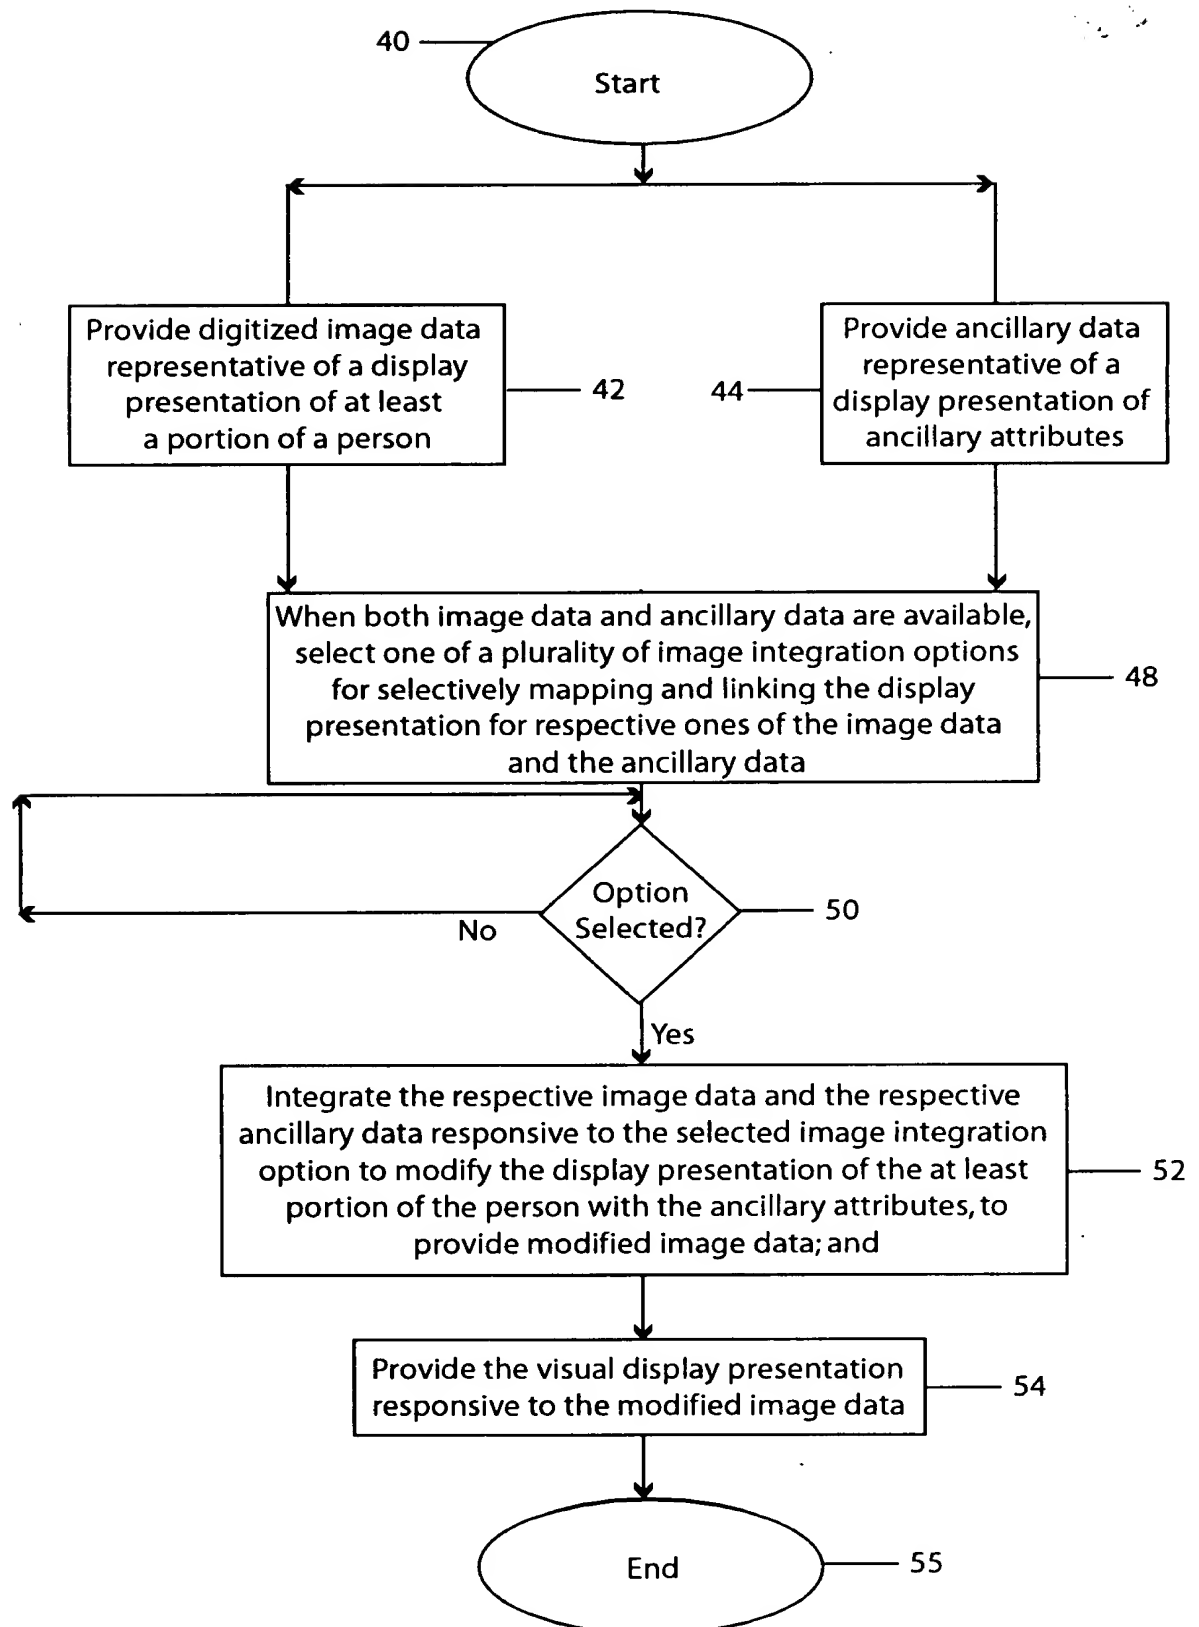 40
Start
Provide digitized image data
representative of a display
presentation of at least
a portion of a person
42
44
Provide ancillary data
representative of a
display presentation of
ancillary attributes
When both image data and ancillary data are available,
select one of a plurality of image integration options
for selectively mapping and linking the display
presentation for respective ones of the image data
and the ancillary data
48
Option
Selected?
50
No
Yes
Integrate the respective image data and the respective
ancillary data responsive to the selected image integration
option to modify the display presentation of the at least
portion of the person with the ancillary attributes, to
provide modified image data; and
52
Provide the visual display presentation
responsive to the modified image data
54
End
55